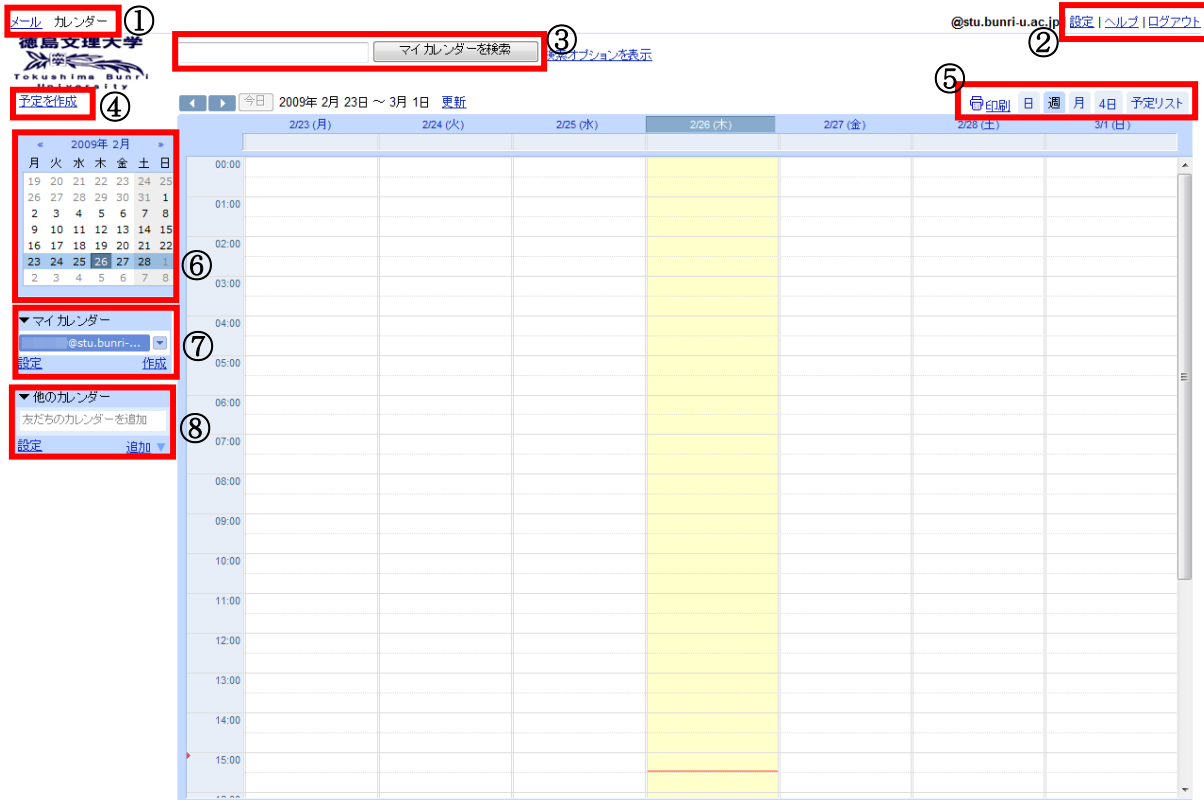 メール カレンダー ①
@stu.bunri-u.ac.jp 設定 | ヘルプ | ログアウト
②
徳島文理大学
Tokushima Bunri
University
マイカレンダーを検索 ③
検索オプションを表示
予定を作成 ④
今日 2009年 2月 23日 ～ 3月 1日 更新
⑤
印刷 日 週 月 4日 予定リスト
2/23 (月) 2/24 (火) 2/25 (水) 2/26 (木) 2/27 (金) 2/28 (土) 3/1 (日)
« 2009年 2月 »
月 火 水 木 金 土 日
19 20 21 22 23 24 25
26 27 28 29 30 31 1
2 3 4 5 6 7 8
9 10 11 12 13 14 15
16 17 18 19 20 21 22
23 24 25 26 27 28 1
2 3 4 5 6 7 8
⑥
▼マイカレンダー
@stu.bunri-...
設定 作成
⑦
▼他のカレンダー
友だちのカレンダーを追加
設定 追加 ▼
⑧
00:00
01:00
02:00
03:00
04:00
05:00
06:00
07:00
08:00
09:00
10:00
11:00
12:00
13:00
14:00
15:00